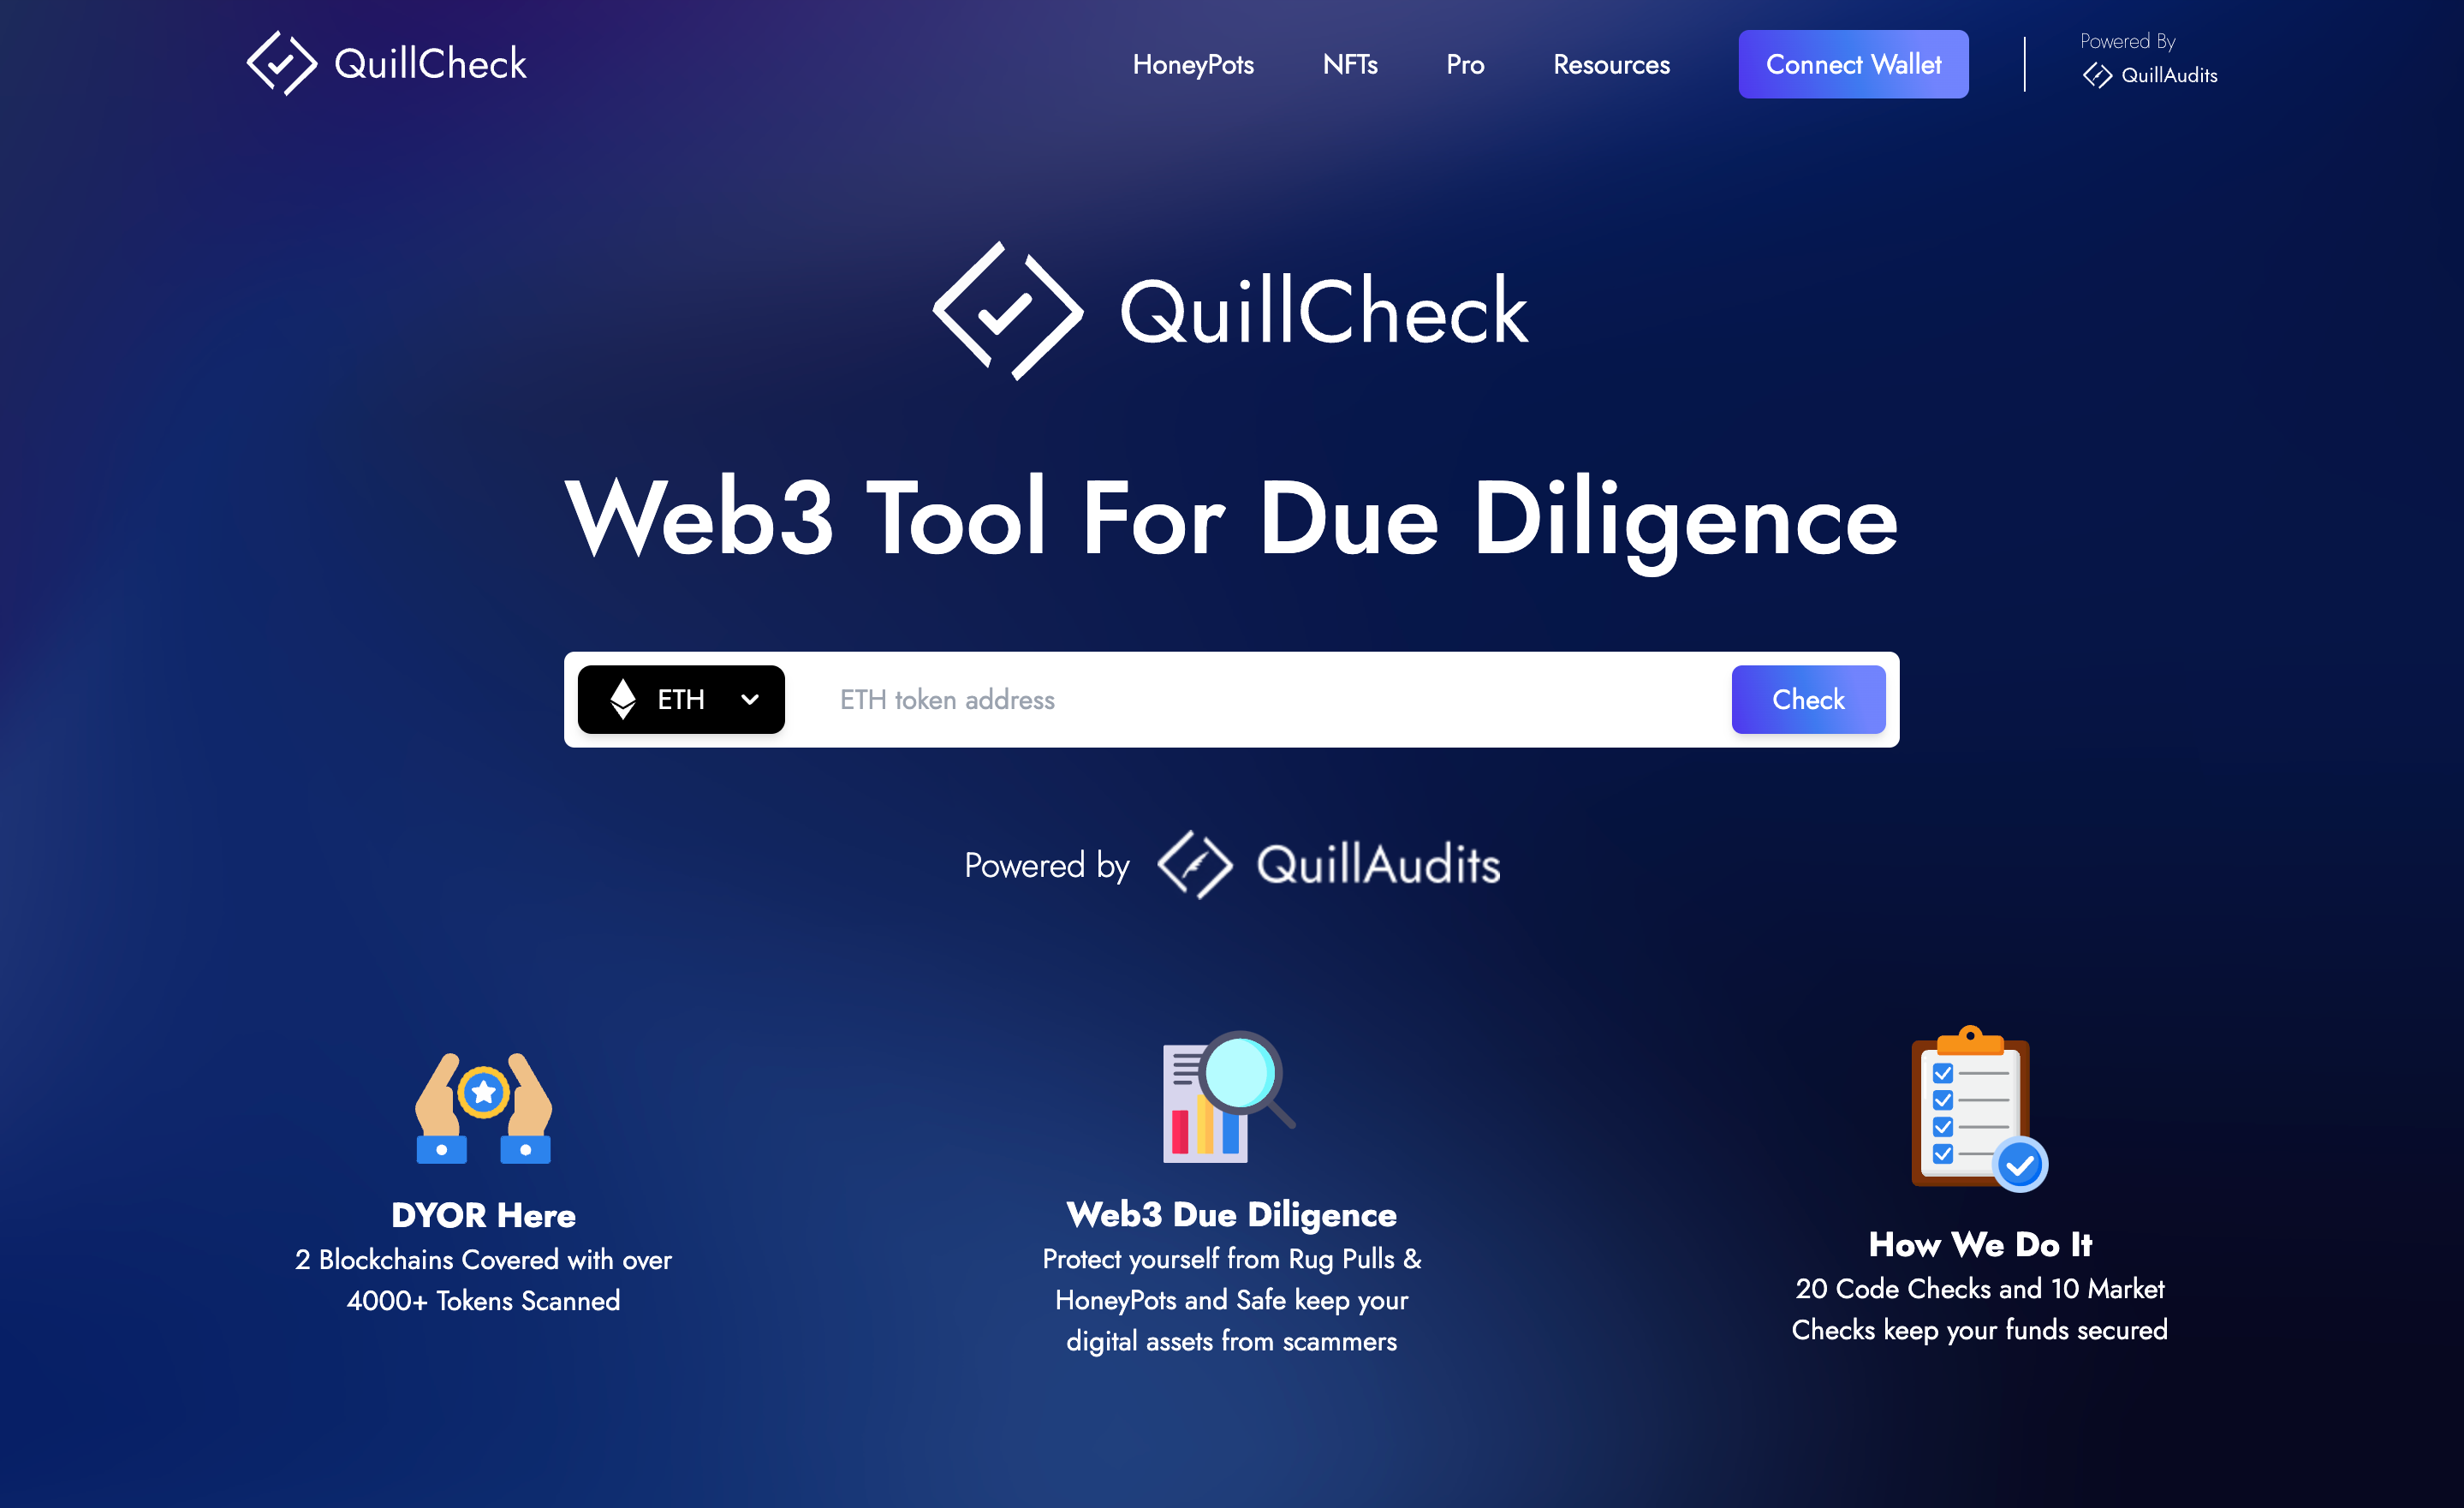 QuillCheck
HoneyPots
NFTs
Pro
Resources
Connect Wallet
Powered By
QuillAudits
QuillCheck
Web3 Tool For Due Diligence
ETH
ETH token address
Check
Powered by
QuillAudits
DYOR Here
2 Blockchains Covered with over
4000+ Tokens Scanned
Web3 Due Diligence
Protect yourself from Rug Pulls &
HoneyPots and Safe keep your
digital assets from scammers
How We Do It
20 Code Checks and 10 Market
Checks keep your funds secured